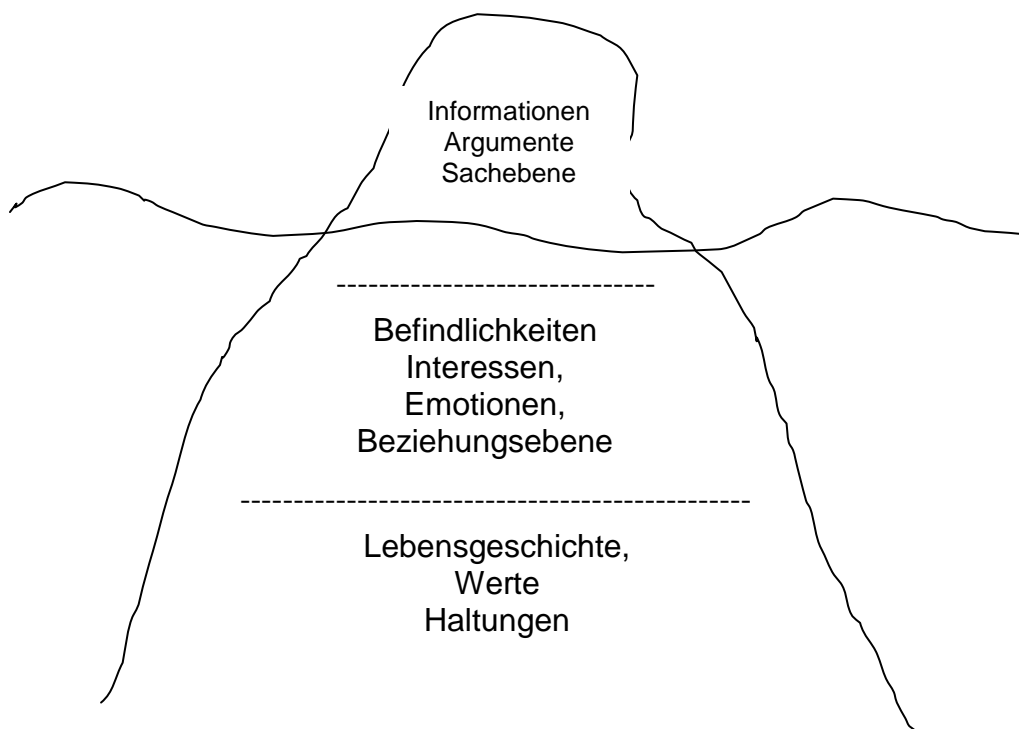 Informationen
Argumente
Sachebene
Befindlichkeiten
Interessen,
Emotionen,
Beziehungsebene
Lebensgeschichte,
Werte
Haltungen